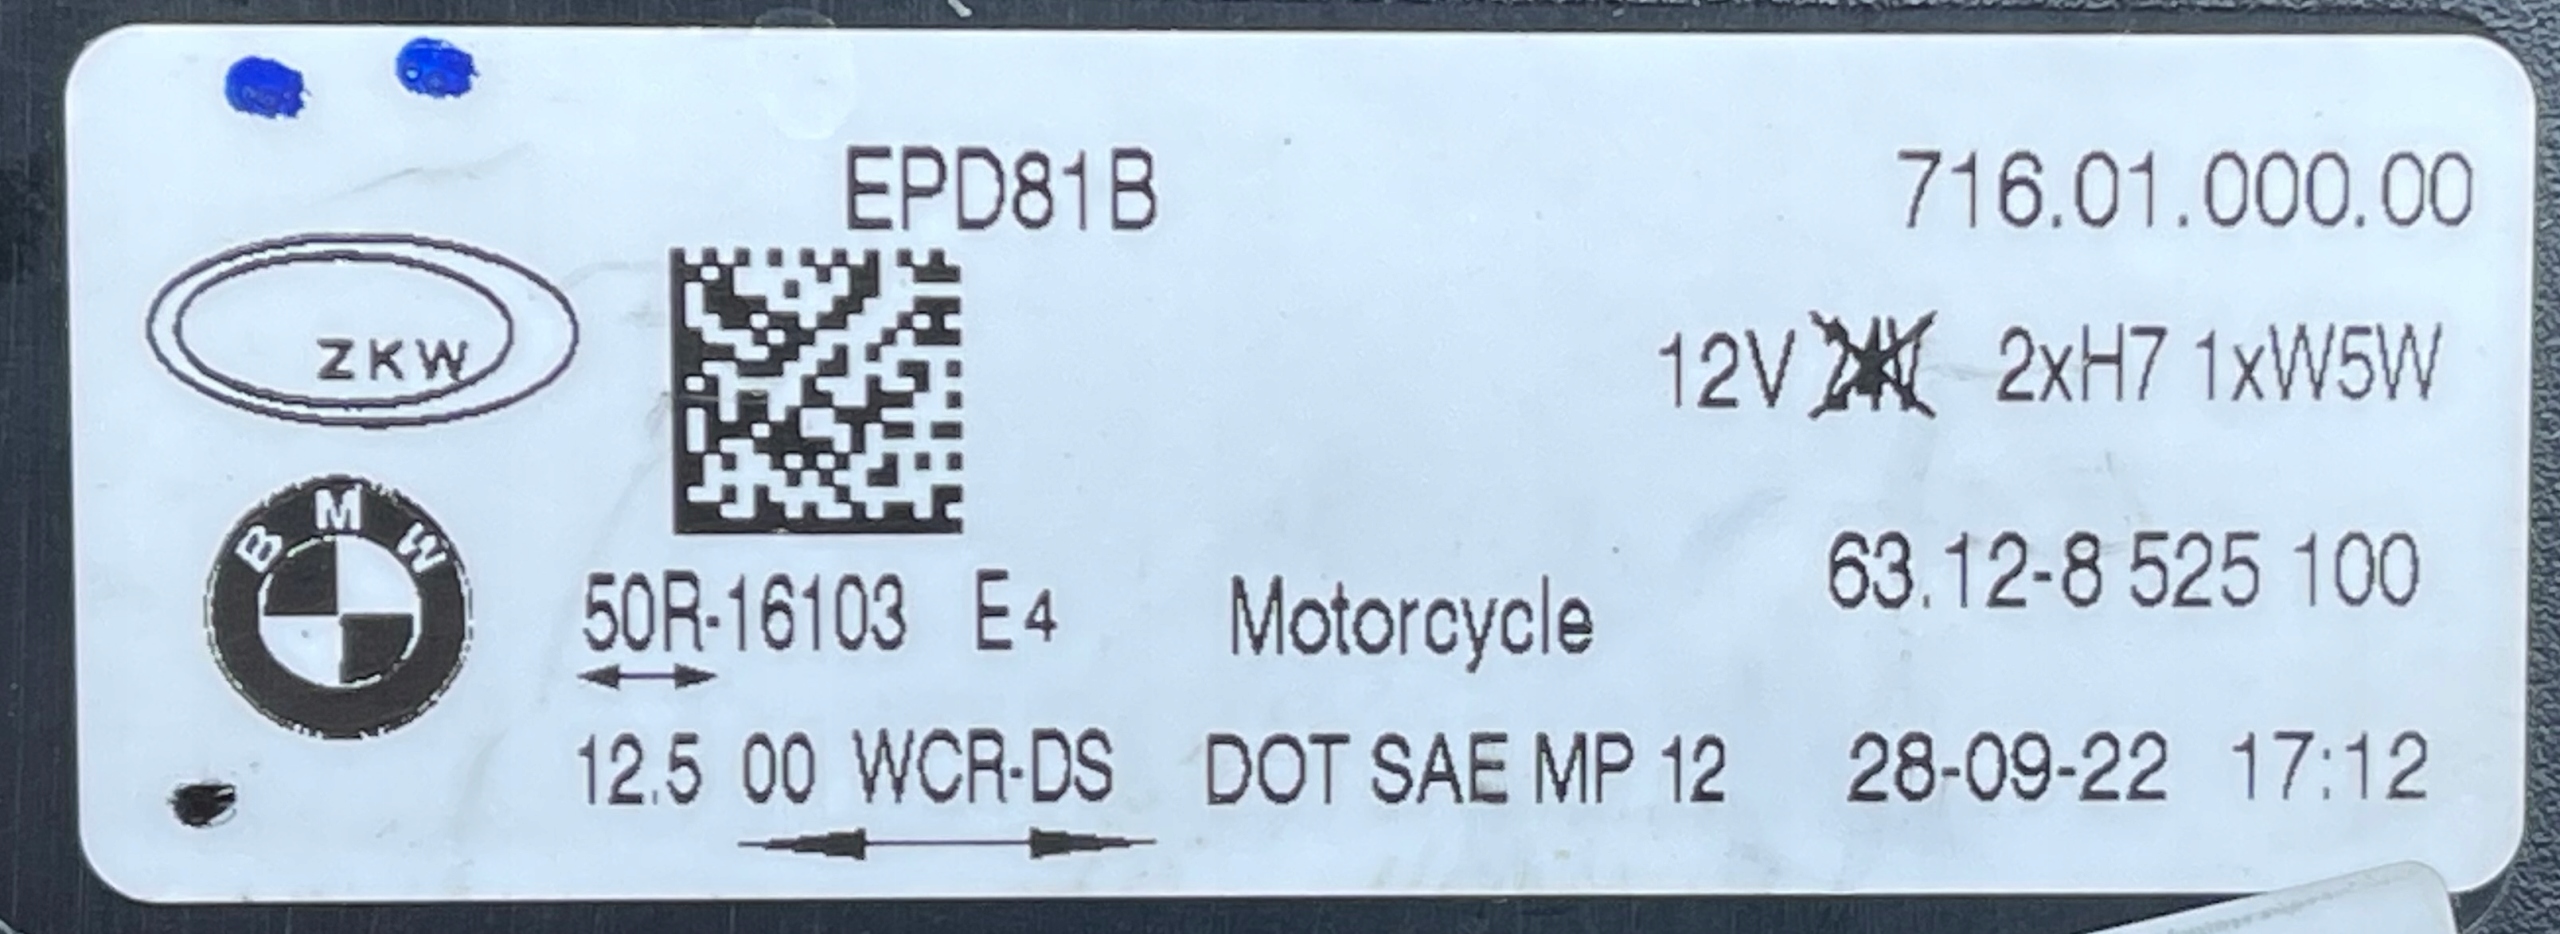 EPD81B
716.01.000.00
ZKW
12V 24V 2xH7 1xW5W
BMW
63.12-8 525 100
50R-16103 E4 Motorcycle
12.5 00 WCR-DS DOT SAE MP 12 28-09-22 17:12